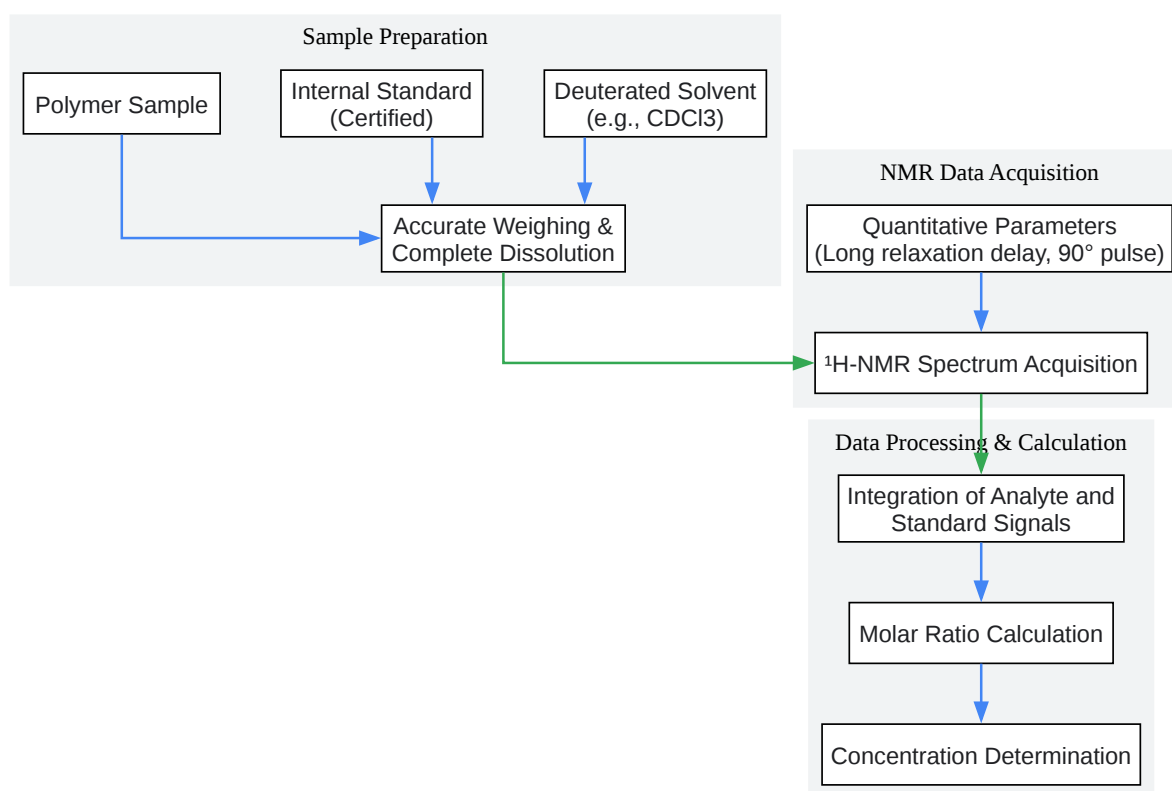 Sample Preparation
Polymer Sample
Internal Standard
(Certified)
Deuterated Solvent
(e.g., CDCl3)
Accurate Weighing &
Complete Dissolution
NMR Data Acquisition
Quantitative Parameters
(Long relaxation delay, 90° pulse)
¹H-NMR Spectrum Acquisition
Data Processing & Calculation
Integration of Analyte and
Standard Signals
Molar Ratio Calculation
Concentration Determination